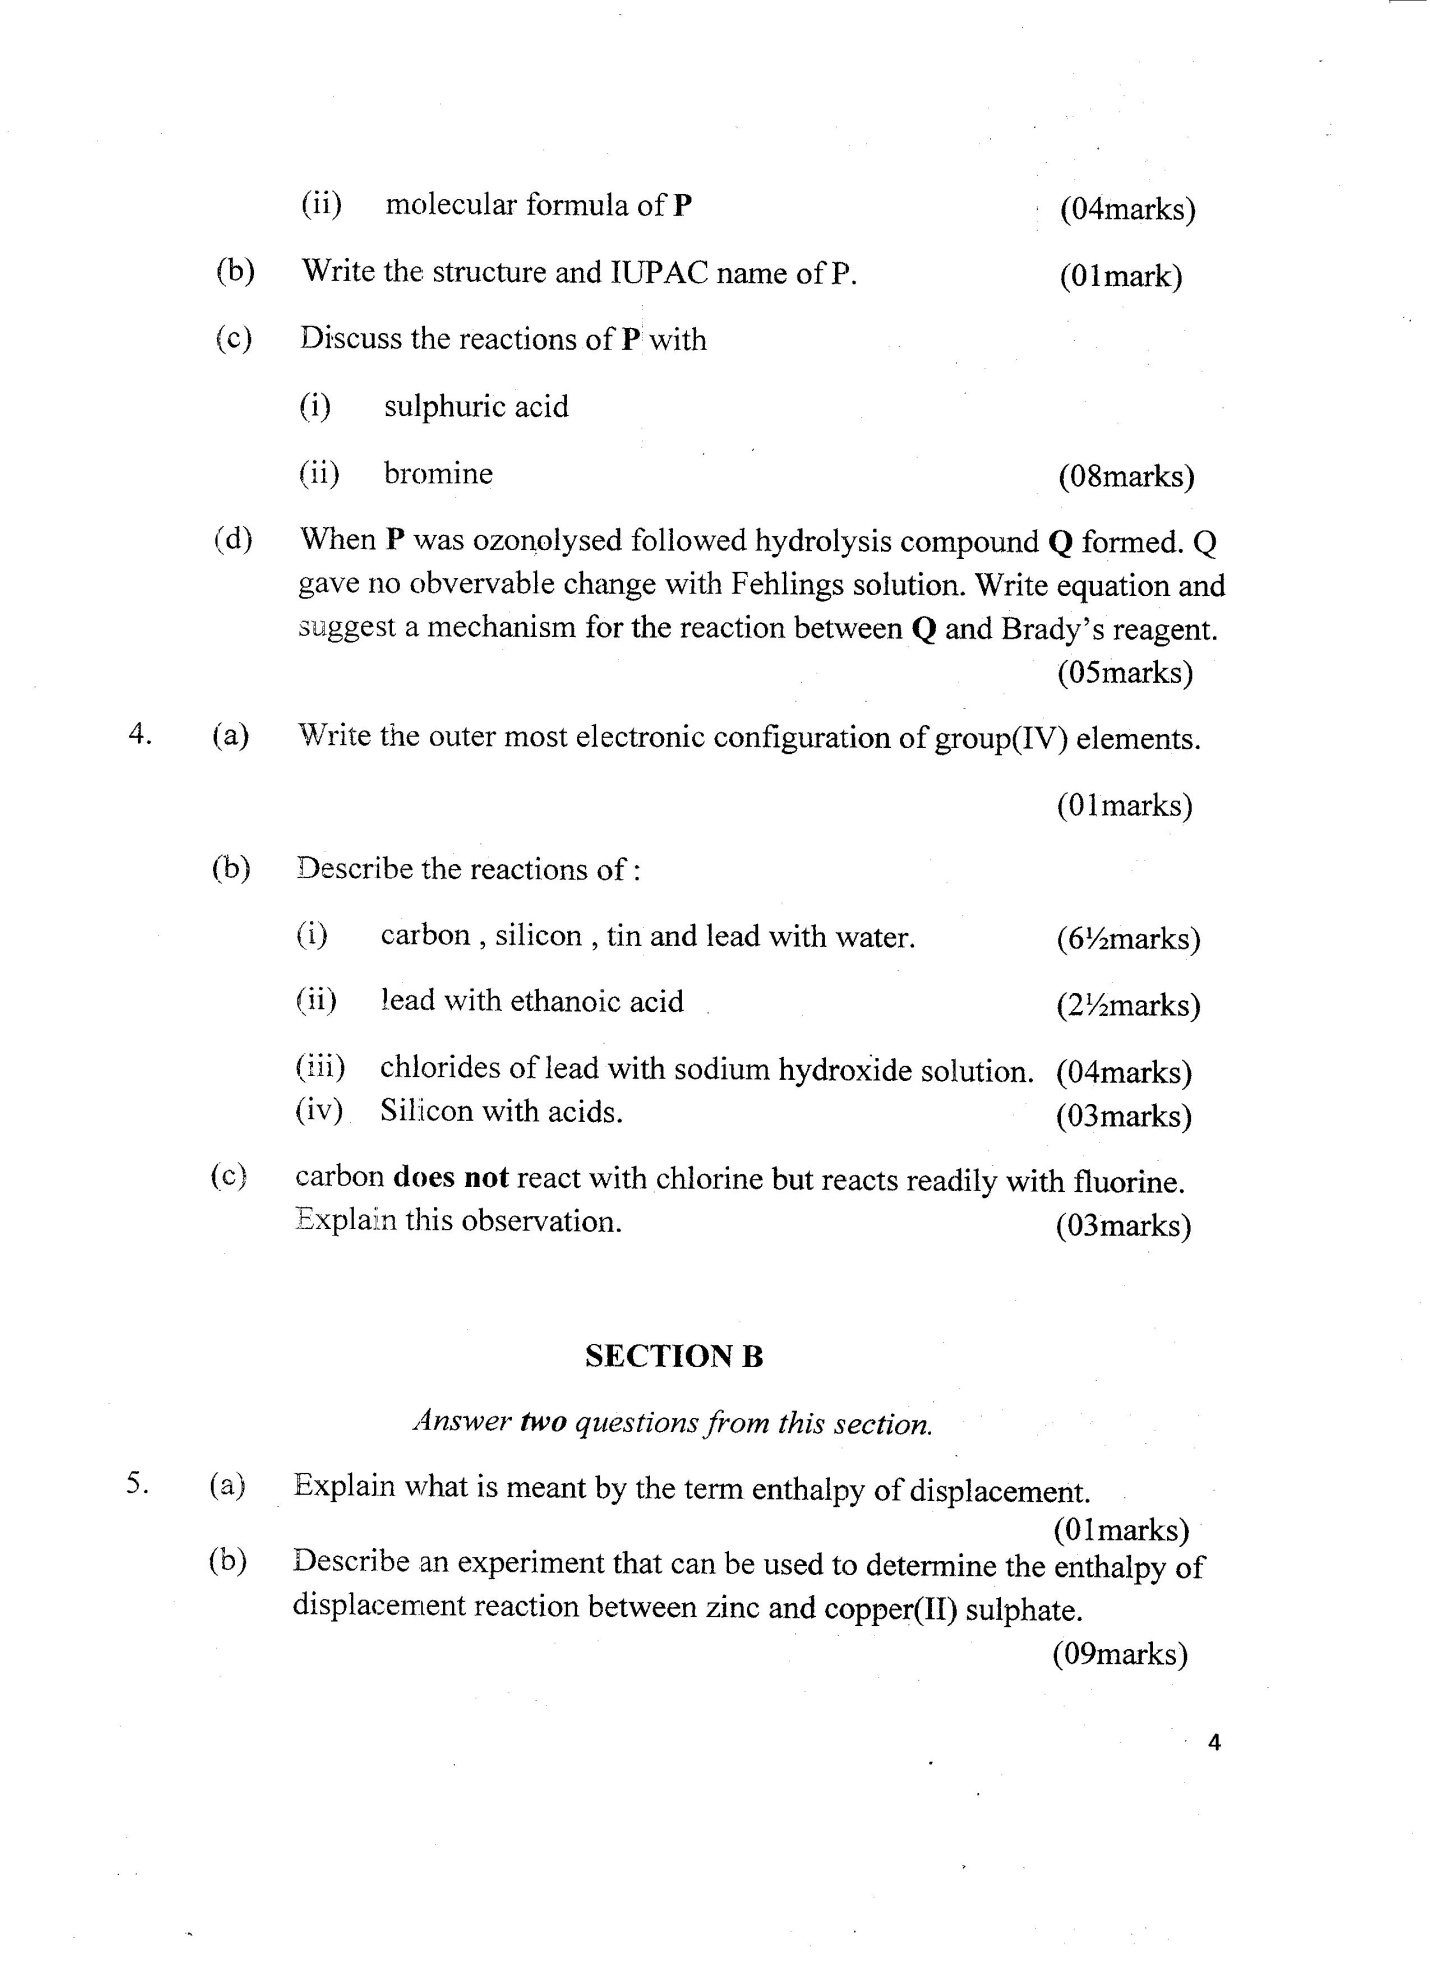 (ii) molecular formula of P (04marks)
(b) Write the structure and IUPAC name of P. (01mark)
(c) Discuss the reactions of P with
(i) sulphuric acid
(ii) bromine (08marks)
(d) When P was ozonolysed followed hydrolysis compound Q formed. Q
gave no obvervable change with Fehlings solution. Write equation and
suggest a mechanism for the reaction between Q and Brady's reagent.
(05marks)
4. (a) Write the outer most electronic configuration of group(IV) elements.
(01marks)
(b) Describe the reactions of :
(i) carbon , silicon , tin and lead with water. (6½marks)
(ii) lead with ethanoic acid (2½marks)
(iii) chlorides of lead with sodium hydroxide solution. (04marks)
(iv) Silicon with acids. (03marks)
(c) carbon does not react with chlorine but reacts readily with fluorine.
Explain this observation. (03marks)
SECTION B
Answer two questions from this section.
5. (a) Explain what is meant by the term enthalpy of displacement.
(01marks)
(b) Describe an experiment that can be used to determine the enthalpy of
displacement reaction between zinc and copper(II) sulphate.
(09marks)
4